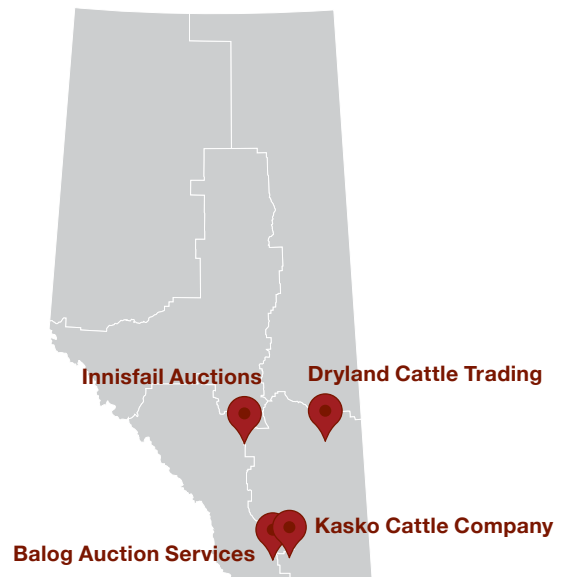 Innisfail Auctions
Dryland Cattle Trading
Kasko Cattle Company
Balog Auction Services